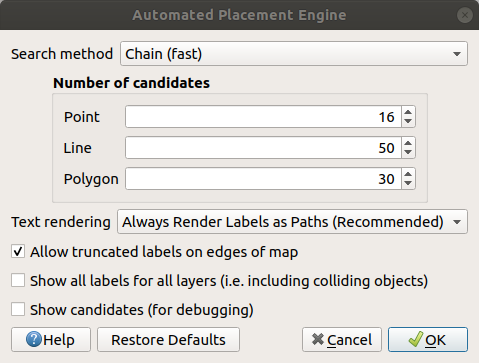 Automated Placement Engine
Search method Chain (fast)
Number of candidates
Point 16
Line 50
Polygon 30
Text rendering Always Render Labels as Paths (Recommended)
Allow truncated labels on edges of map
Show all labels for all layers (i.e. including colliding objects)
Show candidates (for debugging)
Help Restore Defaults Cancel OK